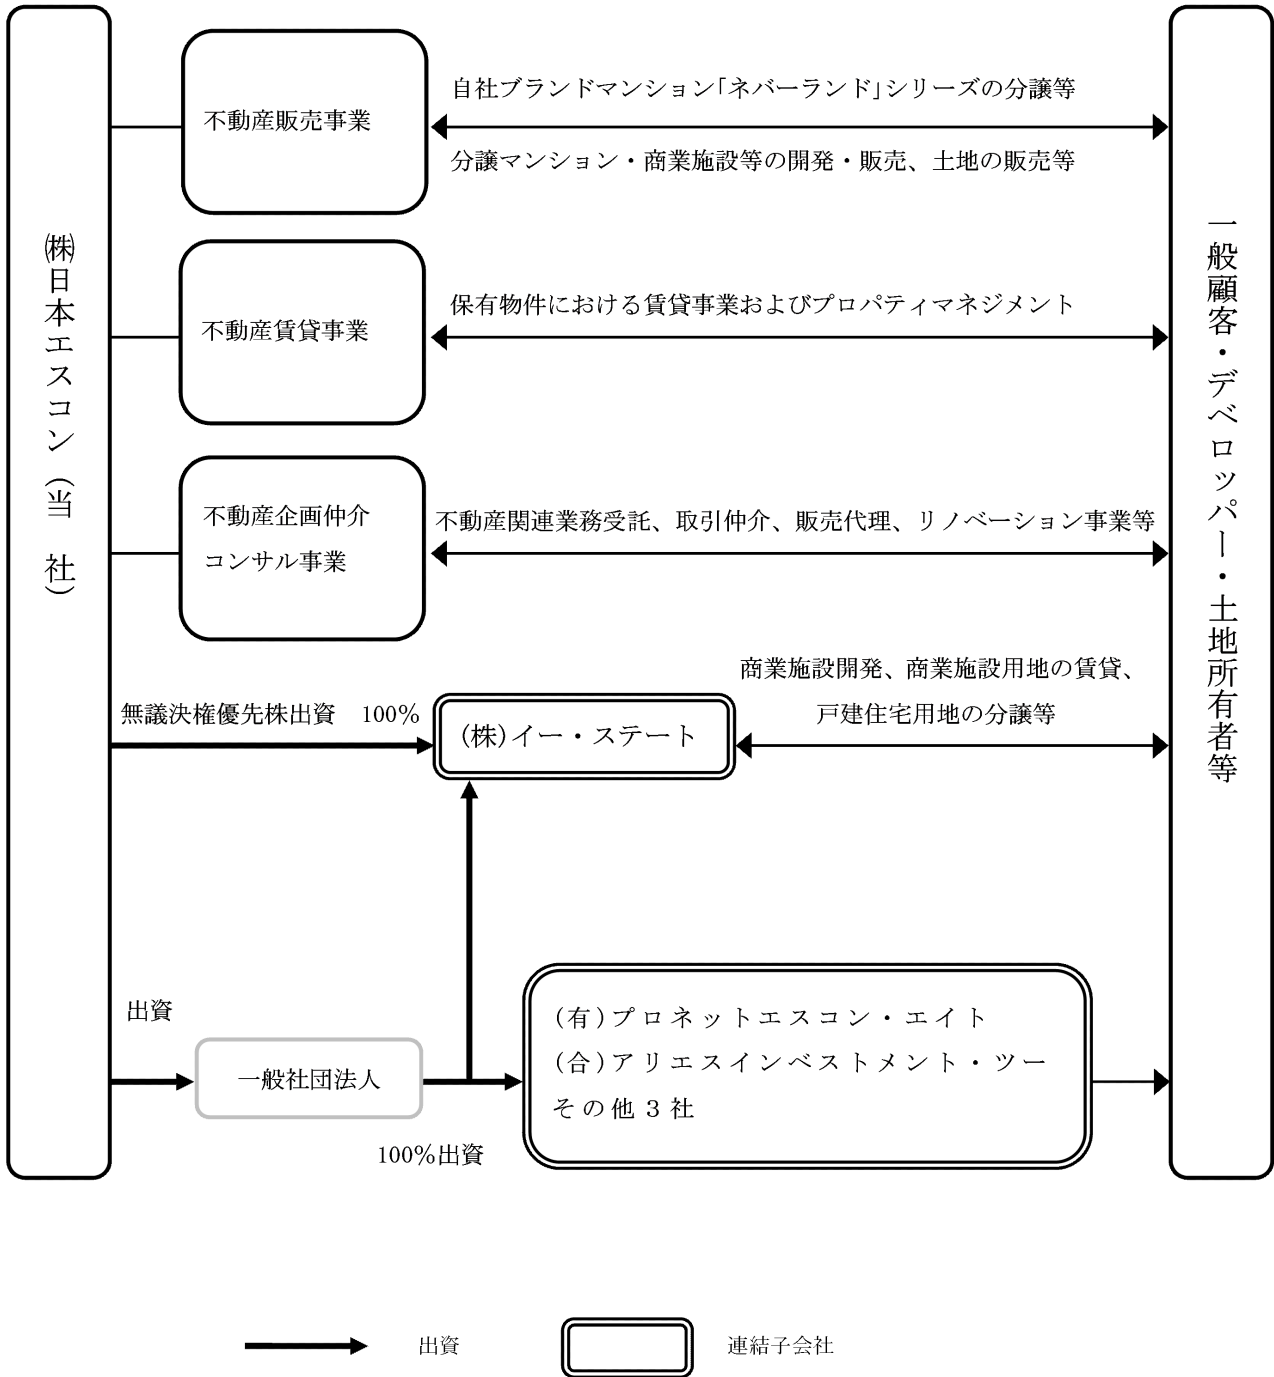 ㈱日本エスコン（当　社）
不動産販売事業
自社ブランドマンション「ネバーランド」シリーズの分譲等
分譲マンション・商業施設等の開発・販売、土地の販売等
不動産賃貸事業
保有物件における賃貸事業およびプロパティマネジメント
不動産企画仲介
コンサル事業
不動産関連業務受託、取引仲介、販売代理、リノベーション事業等
無議決権優先株出資　100%
(株)イー・ステート
商業施設開発、商業施設用地の賃貸、
戸建住宅用地の分譲等
出資
一般社団法人
100%出資
(有)プロネットエスコン・エイト
(合)アリエスインベストメント・ツー
その他3社
一般顧客・デベロッパー・土地所有者等
出資
連結子会社